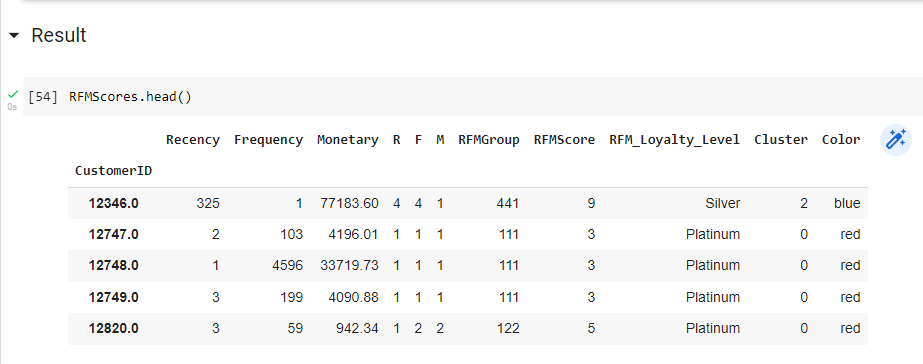 Result
[54] RFMScores.head()
0s
Recency Frequency Monetary R F M RFMGroup RFMScore RFM_Loyalty_Level Cluster Color
CustomerID
12346.0 325 1 77183.60 4 4 1 441 9 Silver 2 blue
12747.0 2 103 4196.01 1 1 1 111 3 Platinum 0 red
12748.0 1 4596 33719.73 1 1 1 111 3 Platinum 0 red
12749.0 3 199 4090.88 1 1 1 111 3 Platinum 0 red
12820.0 3 59 942.34 1 2 2 122 5 Platinum 0 red